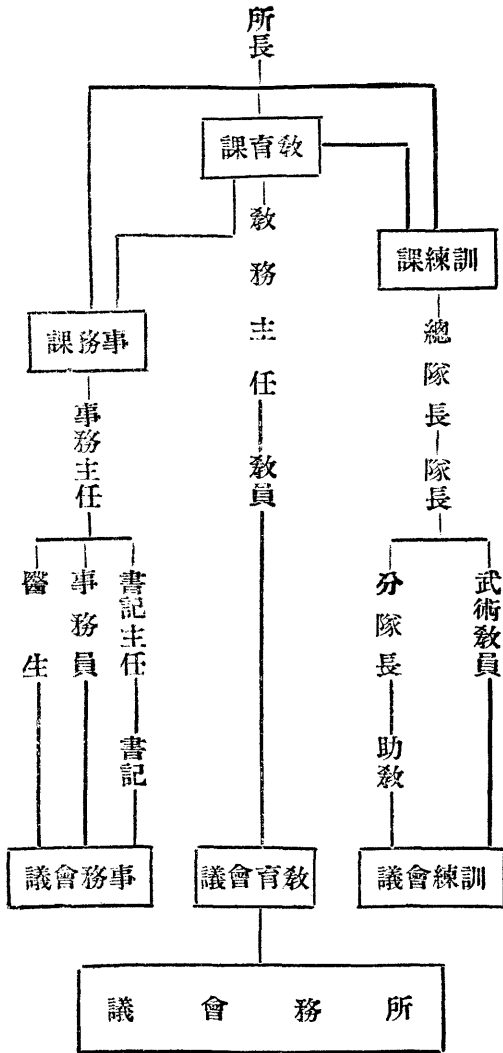 所長
敎育課
訓練課
總隊長
隊長
武術敎員
分隊長
助敎
敎務主任
敎員
事務課
事務主任
書記主任
書記
事務員
醫生
訓練會議
敎育會議
事務會議
所務會議